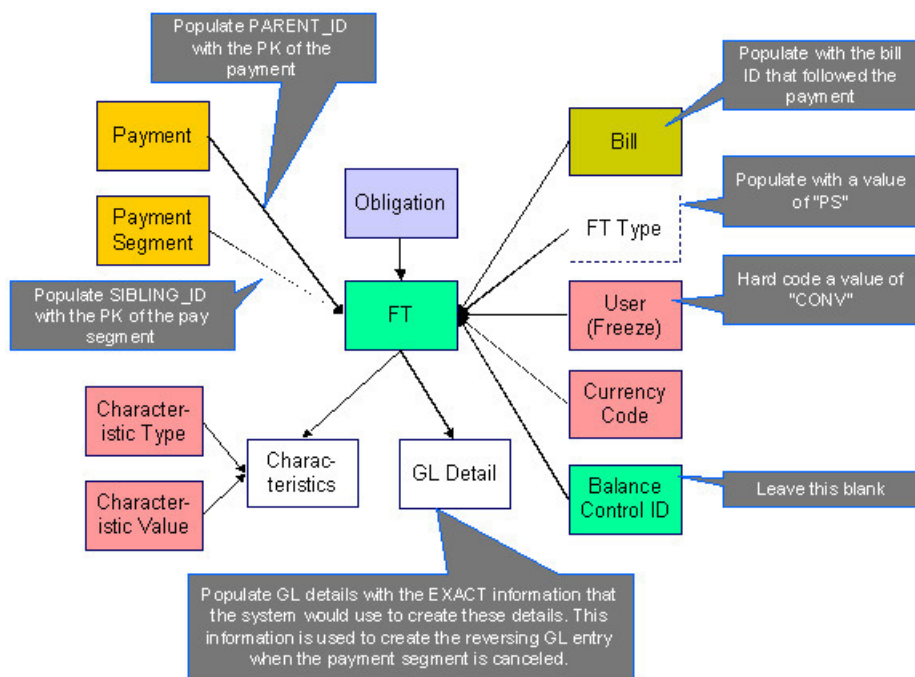 Populate PARENT_ID
with the PK of the
payment
Populate with the bill
ID that followed the
payment
Payment
Bill
Obligation
Populate with a value
of "PS"
Payment
Segment
FT Type
Populate SIBLING_ID
with the PK of the pay
segment
FT
User
(Freeze)
Hard code a value of
"CONV"
Currency
Code
Character-
istic Type
Charac-
teristics
GL Detail
Character-
istic Value
Balance
Control ID
Leave this blank
Populate GL details with the EXACT information that
the system would use to create these details. This
information is used to create the reversing GL entry
when the payment segment is canceled.